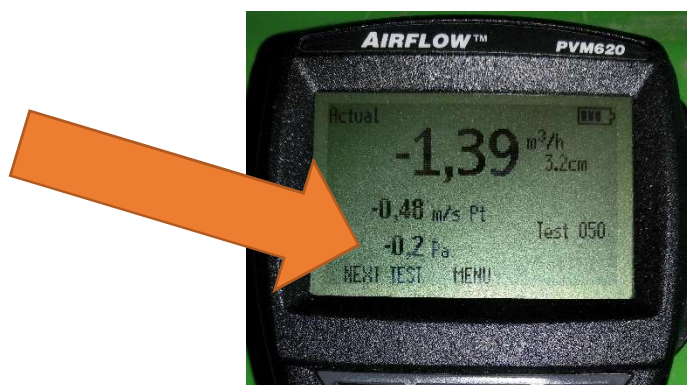 AIRFLOW™ PVM620
Actual
-1,39 m³/h
3.2cm
-0,48 m/s Pt
Test 050
-0,2 Pa
NEXT TEST MENU